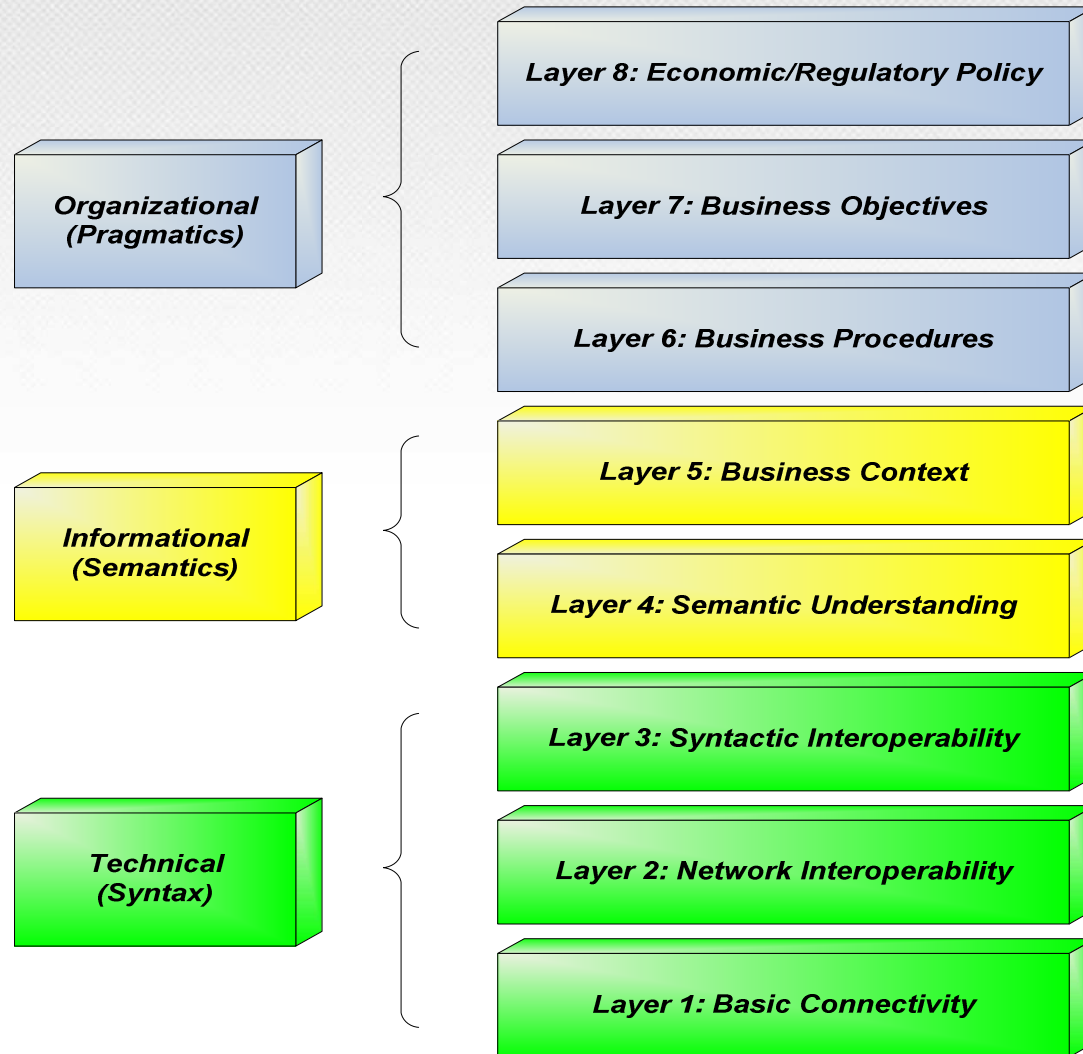 Layer 8: Economic/Regulatory Policy
Organizational
(Pragmatics)
Layer 7: Business Objectives
Layer 6: Business Procedures
Informational
(Semantics)
Layer 5: Business Context
Layer 4: Semantic Understanding
Technical
(Syntax)
Layer 3: Syntactic Interoperability
Layer 2: Network Interoperability
Layer 1: Basic Connectivity